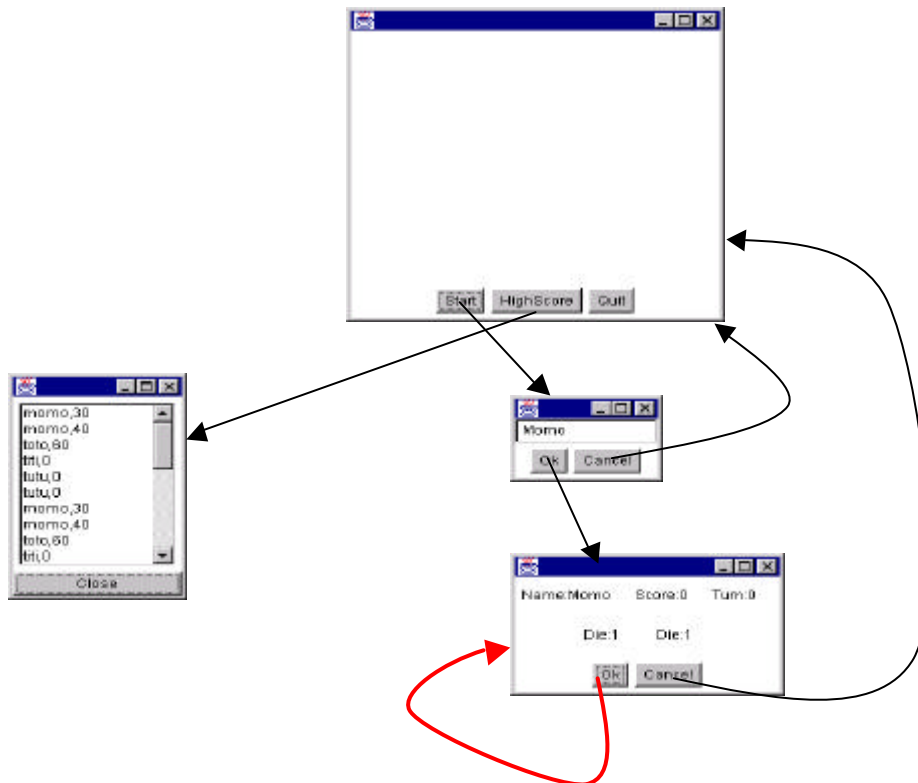 Start HighScore Quit
momo,30
momo,40
toto,60
titi,0
tutu,0
tutu,0
momo,30
momo,40
toto,60
titi,0
Close
Momo
Ok Cancel
Name:Momo Score:0 Turn:0
Die:1 Die:1
Ok Cancel